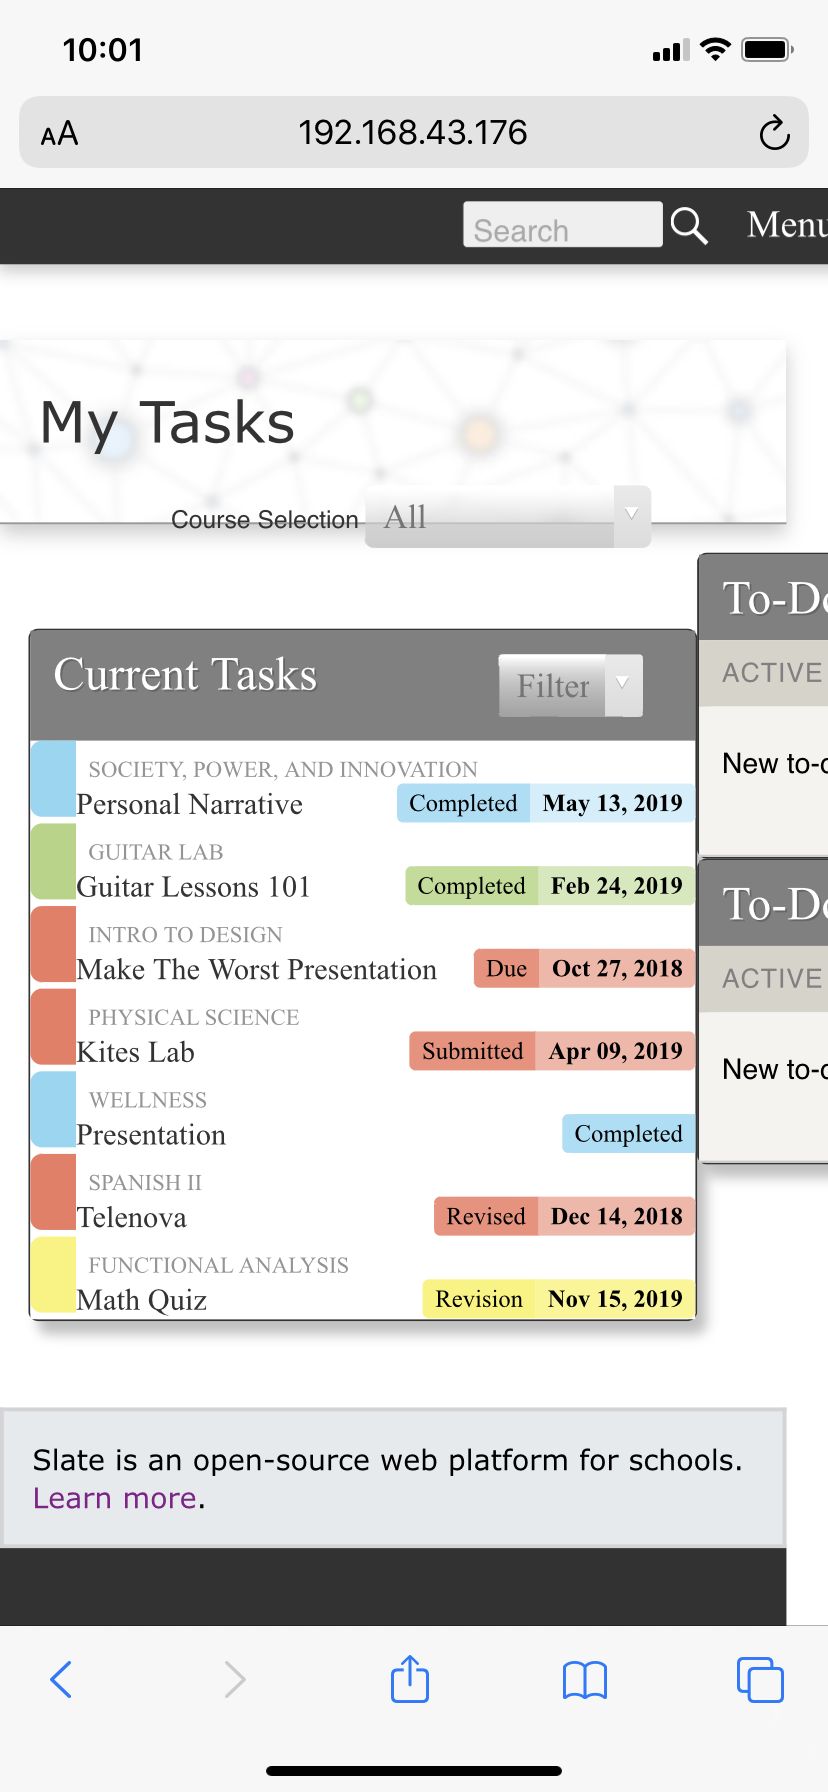 10:01
AA 192.168.43.176
Search Menu
My Tasks
Course Selection All
To-Do
Current Tasks Filter
ACTIVE
SOCIETY, POWER, AND INNOVATION
New to-d
Personal Narrative Completed May 13, 2019
GUITAR LAB
Guitar Lessons 101 Completed Feb 24, 2019
To-Do
INTRO TO DESIGN
Make The Worst Presentation Due Oct 27, 2018
ACTIVE
PHYSICAL SCIENCE
Kites Lab Submitted Apr 09, 2019
New to-d
WELLNESS
Presentation Completed
SPANISH II
Telenova Revised Dec 14, 2018
FUNCTIONAL ANALYSIS
Math Quiz Revision Nov 15, 2019
Slate is an open-source web platform for schools.
Learn more.